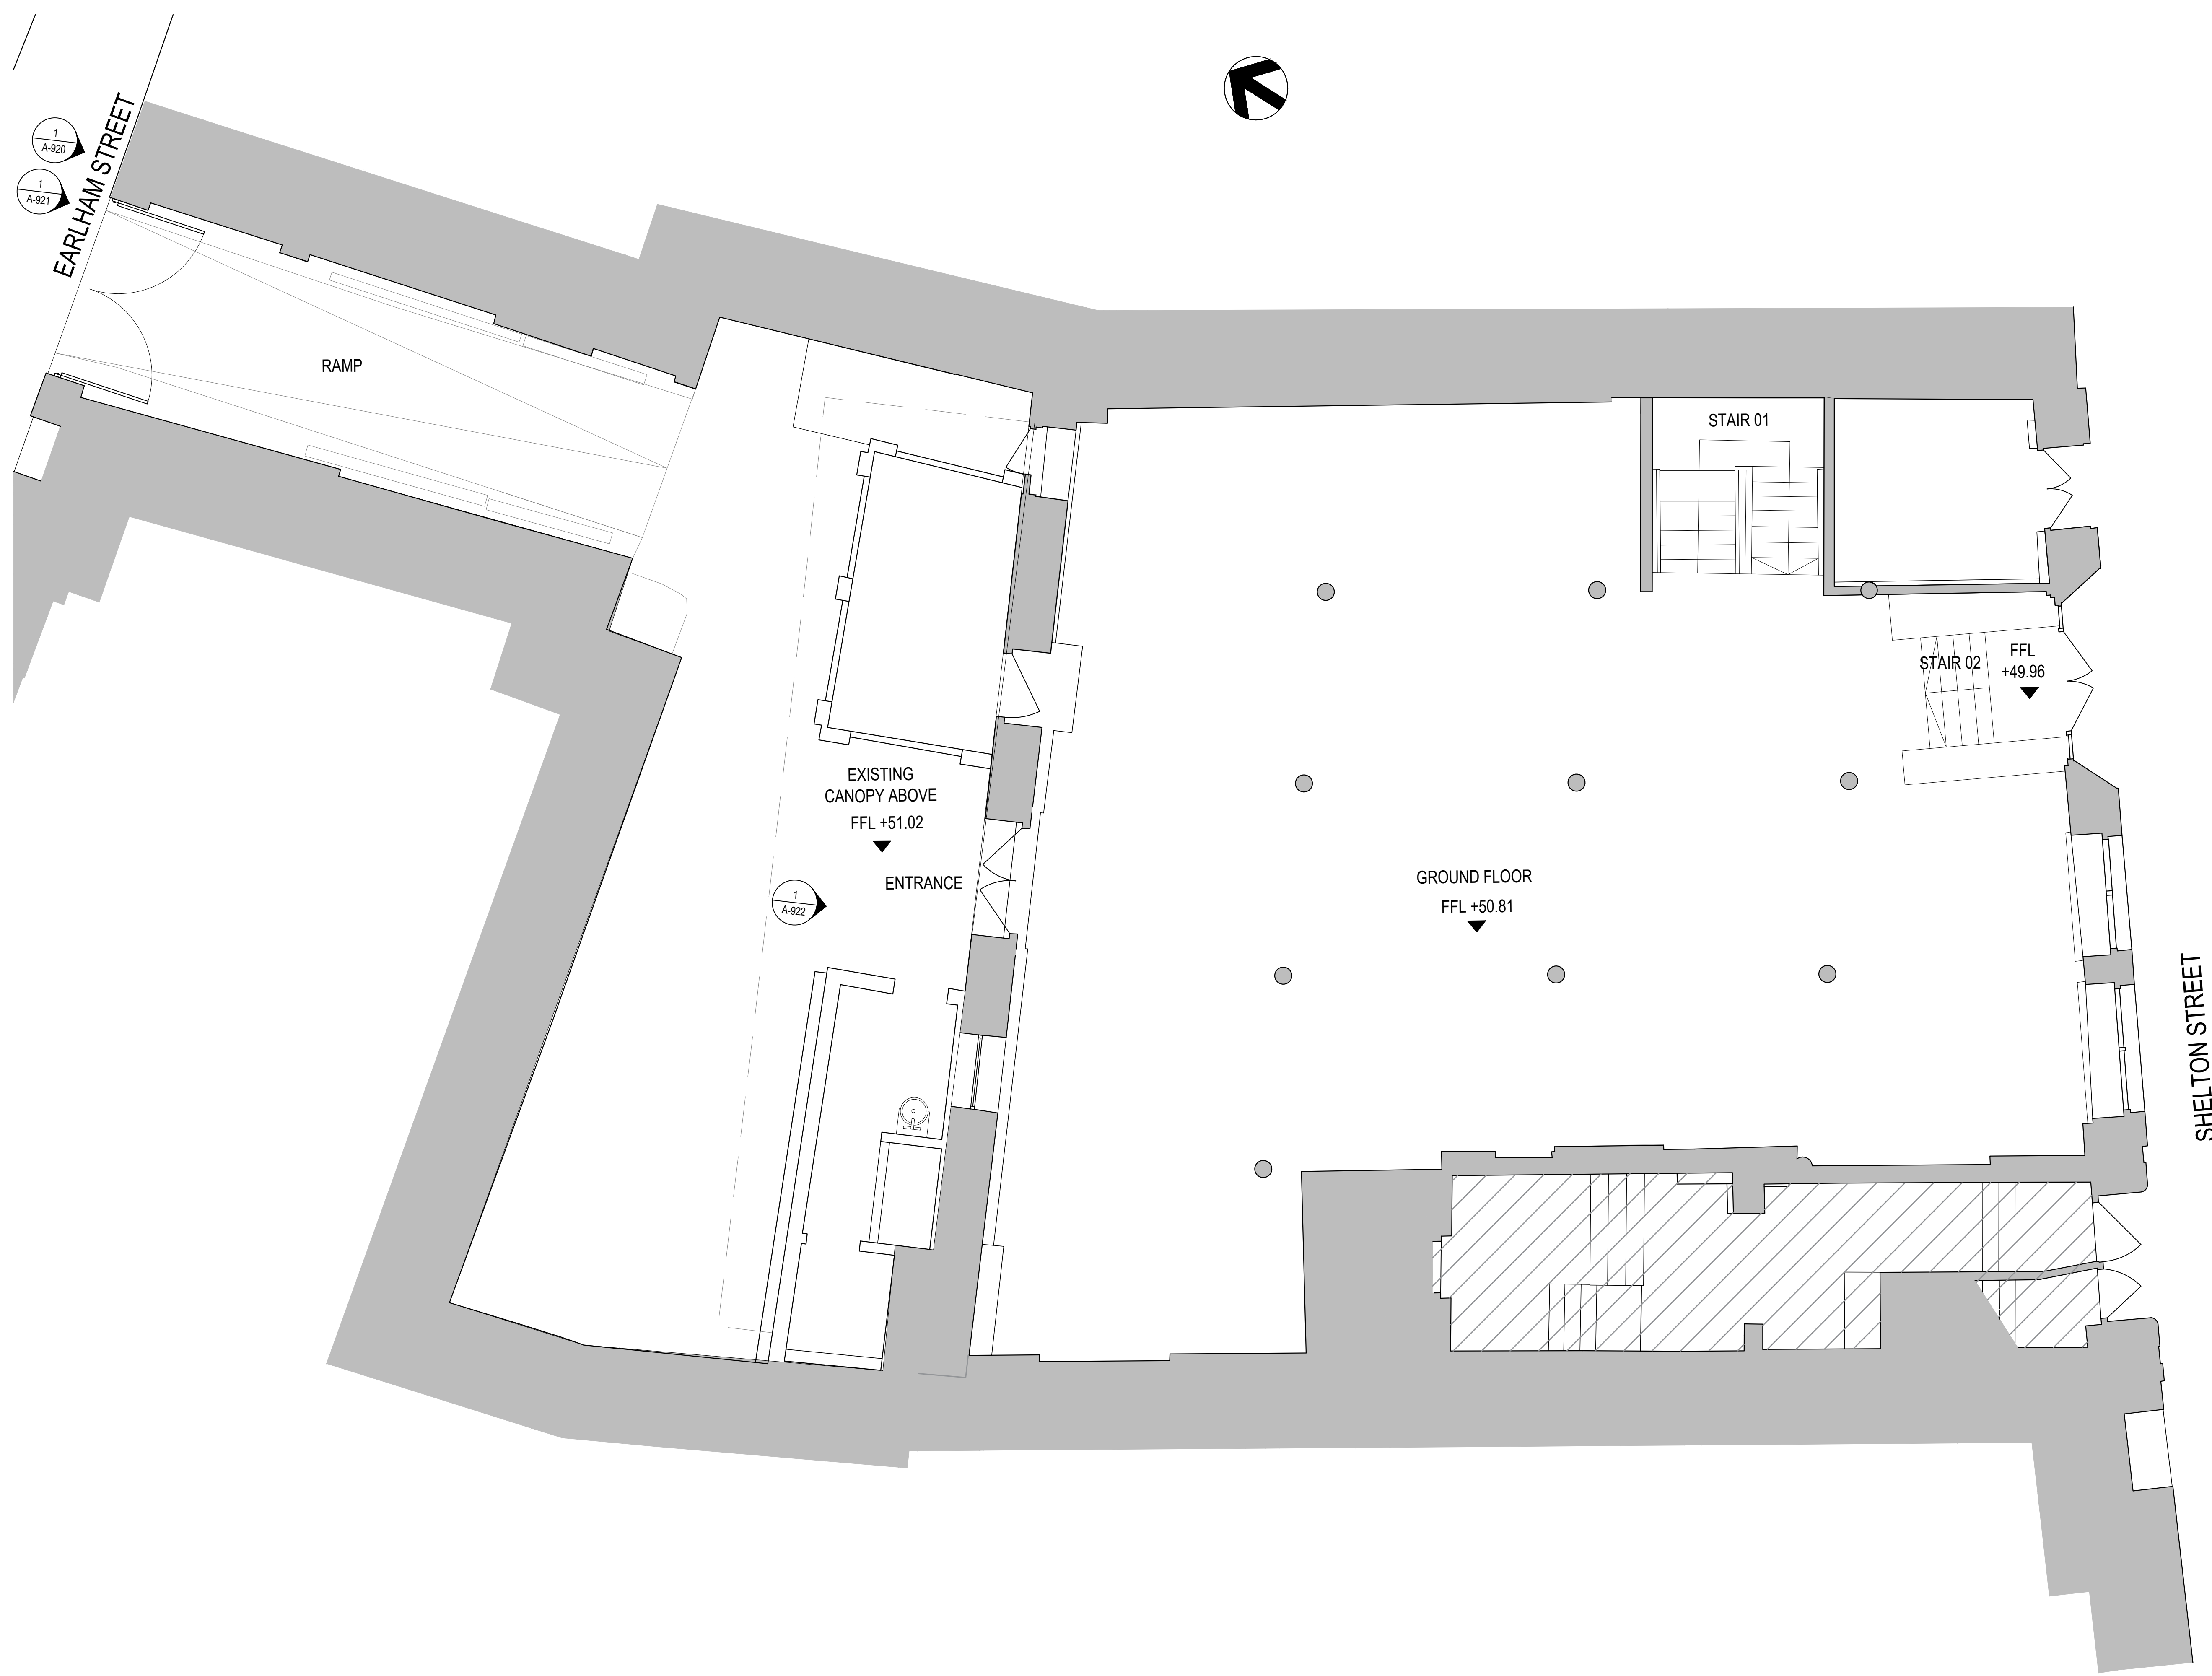 EARLHAM STREET
1
A-920
1
A-921
RAMP
STAIR 01
STAIR 02
FFL
+49.96
EXISTING
CANOPY ABOVE
FFL +51.02
ENTRANCE
1
A-922
GROUND FLOOR
FFL +50.81
SHELTON STREET